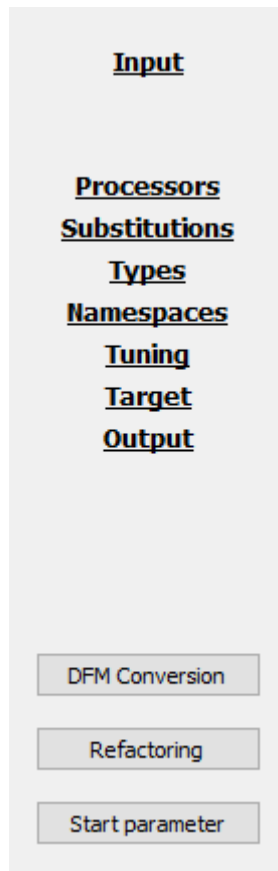 Input
Processors
Substitutions
Types
Namespaces
Tuning
Target
Output
DFM Conversion
Refactoring
Start parameter